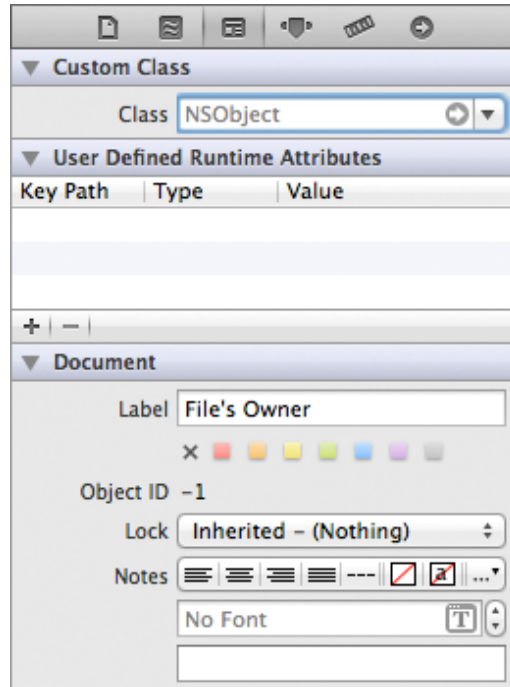 Custom Class
Class NSObject
User Defined Runtime Attributes
Key Path Type Value
Document
Label File's Owner
Object ID -1
Lock Inherited - (Nothing)
Notes a ...
No Font T